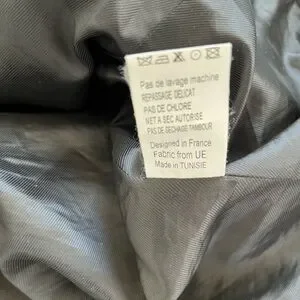 Pas de lavage machine
REPASSAGE DELICAT
PAS DE CHLORE
NET A SEC AUTORISE
PAS DE SECHAGE TAMBOUR
Designed in France
Fabric from UE
Made in TUNISIE